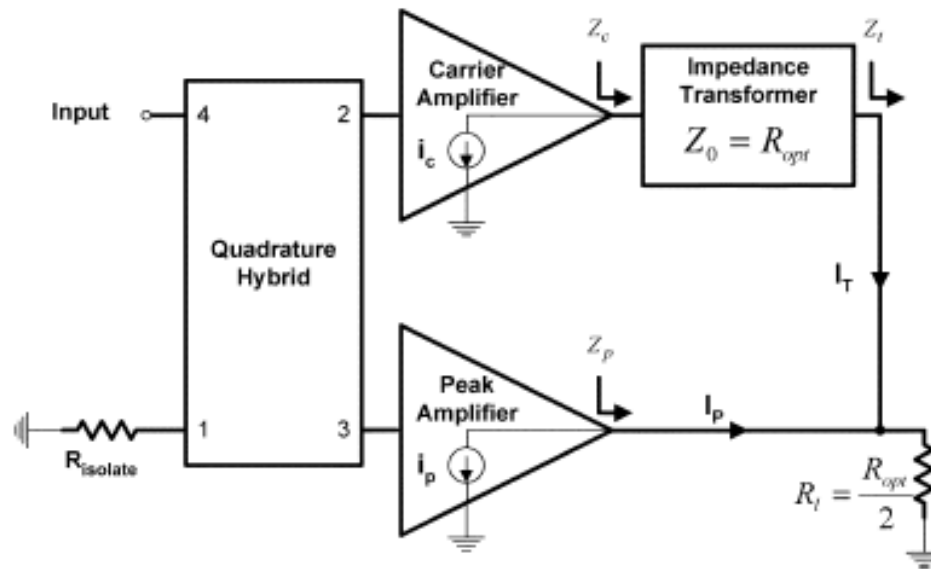 Carrier Amplifier
i_c
Z_c
Impedance Transformer
Z_0 = R_opt
Z_t
Input
4
2
Quadrature Hybrid
I_T
1
3
R_isolate
Peak Amplifier
i_p
Z_p
I_P
R_l = R_opt / 2